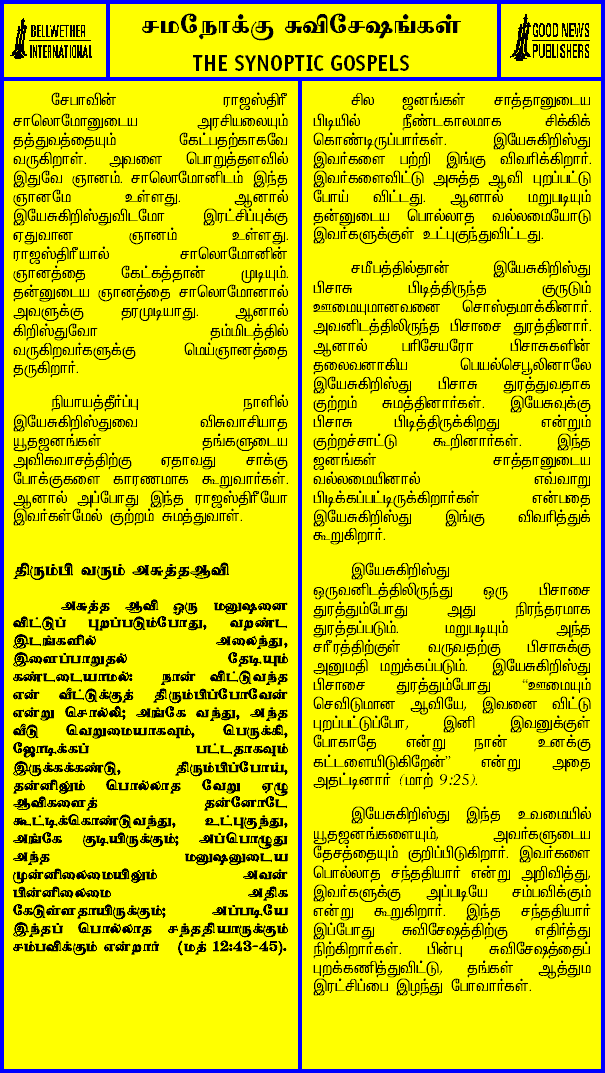 BELLWETHER
INTERNATIONAL
சமநோக்கு சுவிசேஷங்கள்
THE SYNOPTIC GOSPELS
GOOD NEWS
PUBLISHERS
சேபாவின் ராஜஸ்திரீ
சாலொமோனுடைய அரசியலையும்
தத்துவத்தையும் கேட்பதற்காகவே
வருகிறாள். அவளை பொறுத்தளவில்
இதுவே ஞானம். சாலொமோனிடம் இந்த
ஞானமே உள்ளது. ஆனால்
இயேசுகிறிஸ்துவிடமோ இரட்சிப்புக்கு
ஏதுவான ஞானம் உள்ளது.
ராஜஸ்திரீயால் சாலொமோனின்
ஞானத்தை கேட்கத்தான் முடியும்.
தன்னுடைய ஞானத்தை சாலொமோனால்
அவளுக்கு தரமுடியாது. ஆனால்
கிறிஸ்துவோ தம்மிடத்தில்
வருகிறவர்களுக்கு மெய்ஞானத்தை
தருகிறார்.
நியாயத்தீர்ப்பு நாளில்
இயேசுகிறிஸ்துவை விசுவாசியாத
யூதஜனங்கள் தங்களுடைய
அவிசுவாசத்திற்கு ஏதாவது சாக்கு
போக்குகளை காரணமாக கூறுவார்கள்.
ஆனால் அப்போது இந்த ராஜஸ்திரீயோ
இவர்கள்மேல் குற்றம் சுமத்துவாள்.
திரும்பி வரும் அசுத்தஆவி
அசுத்த ஆவி ஒரு மனுஷனை
விட்டுப் புறப்படும்போது, வறண்ட
இடங்களில் அலைந்து,
இளைப்பாறுதல் தேடியும்
கண்டடையாமல்: நான் விட்டுவந்த
என் வீட்டுக்குத் திரும்பிப்போவேன்
என்று சொல்லி; அங்கே வந்து, அந்த
வீடு வெறுமையாகவும், பெருக்கி,
ஜோடிக்கப் பட்டதாகவும்
இருக்கக்கண்டு, திரும்பிப்போய்,
தன்னிலும் பொல்லாத வேறு ஏழு
ஆவிகளைத் தன்னோடே
கூட்டிக்கொண்டுவந்து, உட்புகுந்து,
அங்கே குடியிருக்கும்; அப்பொழுது
அந்த மனுஷனுடைய
முன்னிலைமையிலும் அவன்
பின்னிலைமை அதிக
கேடுள்ளதாயிருக்கும்; அப்படியே
இந்தப் பொல்லாத சந்ததியாருக்கும்
சம்பவிக்கும் என்றார் (மத் 12:43-45).
சில ஜனங்கள் சாத்தானுடைய
பிடியில் நீண்டகாலமாக சிக்கிக்
கொண்டிருப்பார்கள். இயேசுகிறிஸ்து
இவர்களை பற்றி இங்கு விவரிக்கிறார்.
இவர்களைவிட்டு அசுத்த ஆவி புறப்பட்டு
போய் விட்டது. ஆனால் மறுபடியும்
தன்னுடைய பொல்லாத வல்லமையோடு
இவர்களுக்குள் உட்புகுந்துவிட்டது.
சமீபத்தில்தான் இயேசுகிறிஸ்து
பிசாசு பிடித்திருந்த குருடும்
ஊமையுமானவனை சொஸ்தமாக்கினார்.
அவனிடத்திலிருந்த பிசாசை துரத்தினார்.
ஆனால் பரிசேயரோ பிசாசுகளின்
தலைவனாகிய பெயல்செபூலினாலே
இயேசுகிறிஸ்து பிசாசு துரத்துவதாக
குற்றம் சுமத்தினார்கள். இயேசுவுக்கு
பிசாசு பிடித்திருக்கிறது என்றும்
குற்றச்சாட்டு கூறினார்கள். இந்த
ஜனங்கள் சாத்தானுடைய
வல்லமையினால் எவ்வாறு
பிடிக்கப்பட்டிருக்கிறார்கள் என்பதை
இயேசுகிறிஸ்து இங்கு விவரித்துக்
கூறுகிறார்.
இயேசுகிறிஸ்து
ஒருவனிடத்திலிருந்து ஒரு பிசாசை
துரத்தும்போது அது நிரந்தரமாக
துரத்தப்படும். மறுபடியும் அந்த
சரீரத்திற்குள் வருவதற்கு பிசாசுக்கு
அனுமதி மறுக்கப்படும். இயேசுகிறிஸ்து
பிசாசை துரத்தும்போது “ஊமையும்
செவிடுமான ஆவியே, இவனை விட்டு
புறப்பட்டுப்போ, இனி இவனுக்குள்
போகாதே என்று நான் உனக்கு
கட்டளையிடுகிறேன்” என்று அதை
அதட்டினார் (மாற் 9:25).
இயேசுகிறிஸ்து இந்த உவமையில்
யூதஜனங்களையும், அவர்களுடைய
தேசத்தையும் குறிப்பிடுகிறார். இவர்களை
பொல்லாத சந்ததியார் என்று அறிவித்து,
இவர்களுக்கு அப்படியே சம்பவிக்கும்
என்று கூறுகிறார். இந்த சந்ததியார்
இப்போது சுவிசேஷத்திற்கு எதிர்த்து
நிற்கிறார்கள். பின்பு சுவிசேஷத்தைப்
புறக்கணித்துவிட்டு, தங்கள் ஆத்தும
இரட்சிப்பை இழந்து போவார்கள்.